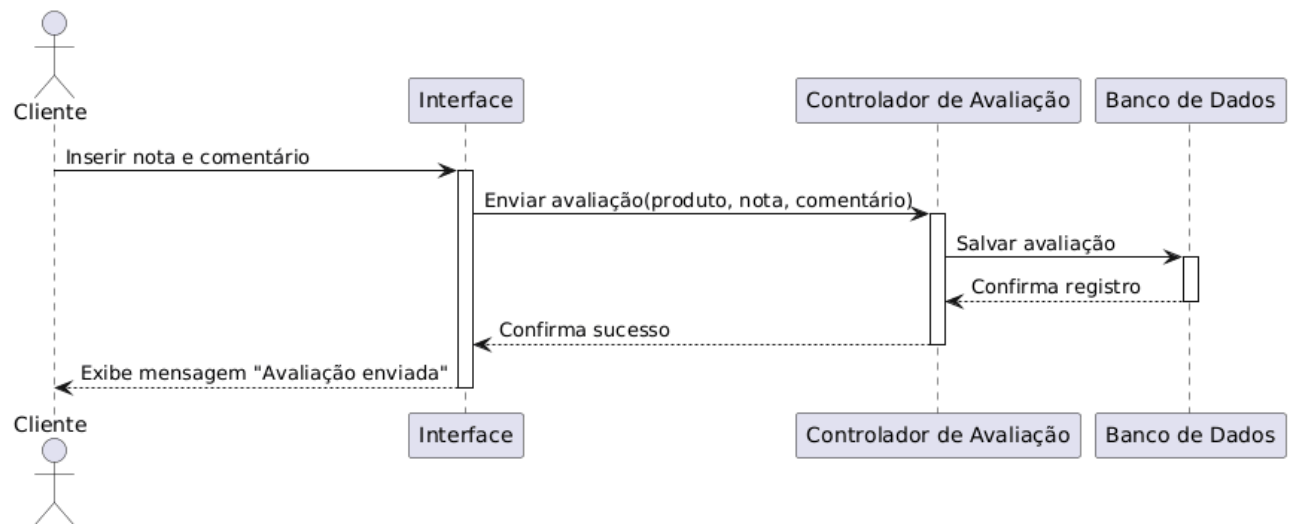 Cliente
Interface
Controlador de Avaliação
Banco de Dados
Inserir nota e comentário
Enviar avaliação(produto, nota, comentário)
Salvar avaliação
Confirma registro
Confirma sucesso
Exibe mensagem "Avaliação enviada"
Cliente
Interface
Controlador de Avaliação
Banco de Dados